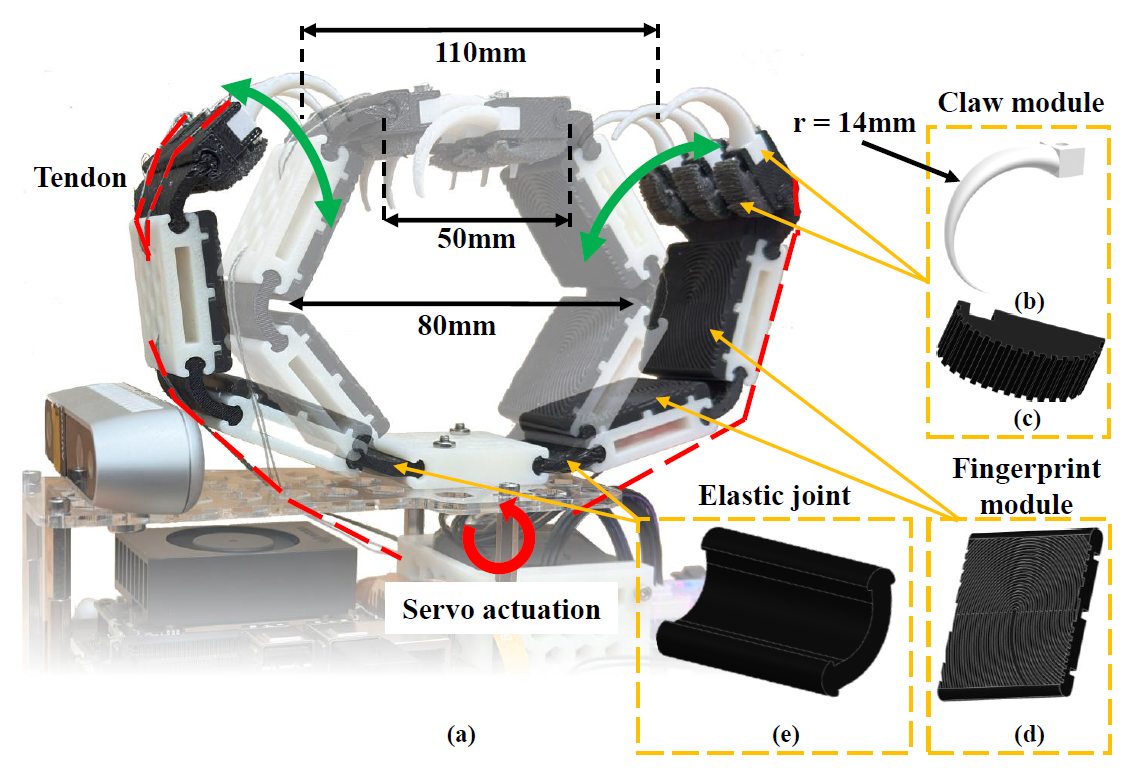 110mm
Claw module
r = 14mm
Tendon
50mm
80mm
(b)
(c)
Elastic joint
Fingerprint
module
Servo actuation
(a)
(e)
(d)